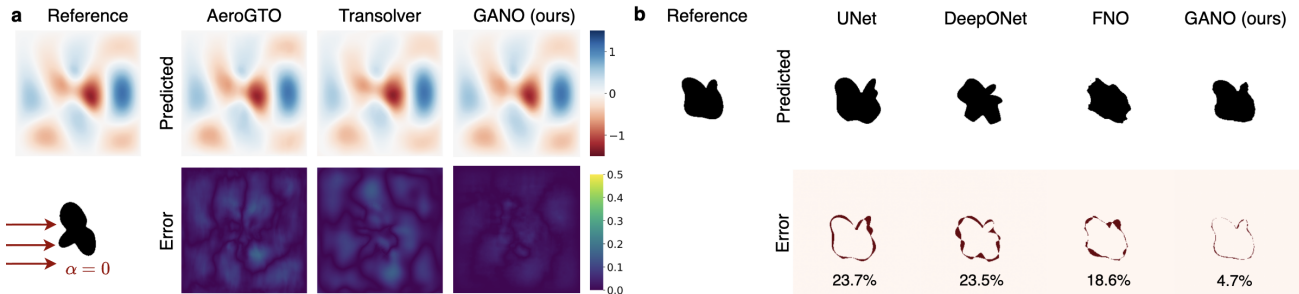 a
Reference
AeroGTO
Transolver
GANO (ours)
Predicted
1
0
−1
Error
0.5
0.4
0.3
0.2
0.1
0.0
α = 0
b
Reference
UNet
DeepONet
FNO
GANO (ours)
Predicted
Error
23.7%
23.5%
18.6%
4.7%